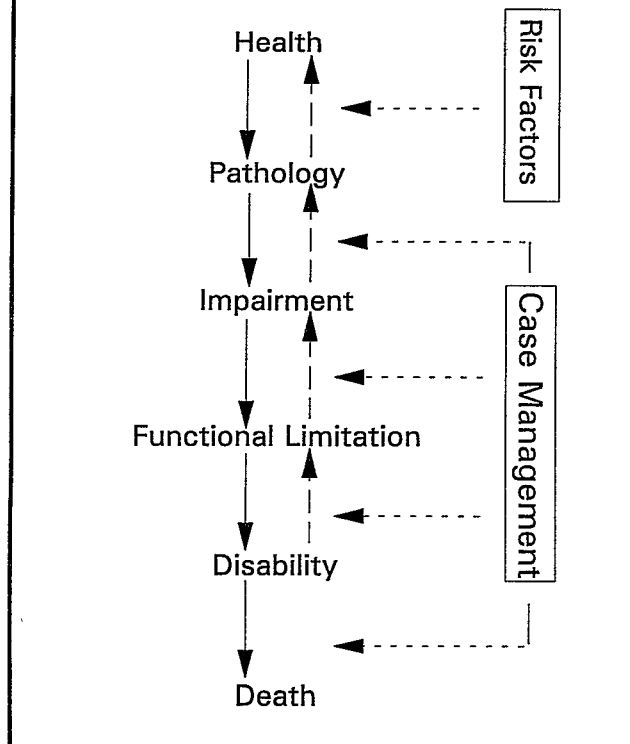 Health
Risk Factors
Pathology
Impairment
Case Management
Functional Limitation
Disability
Death